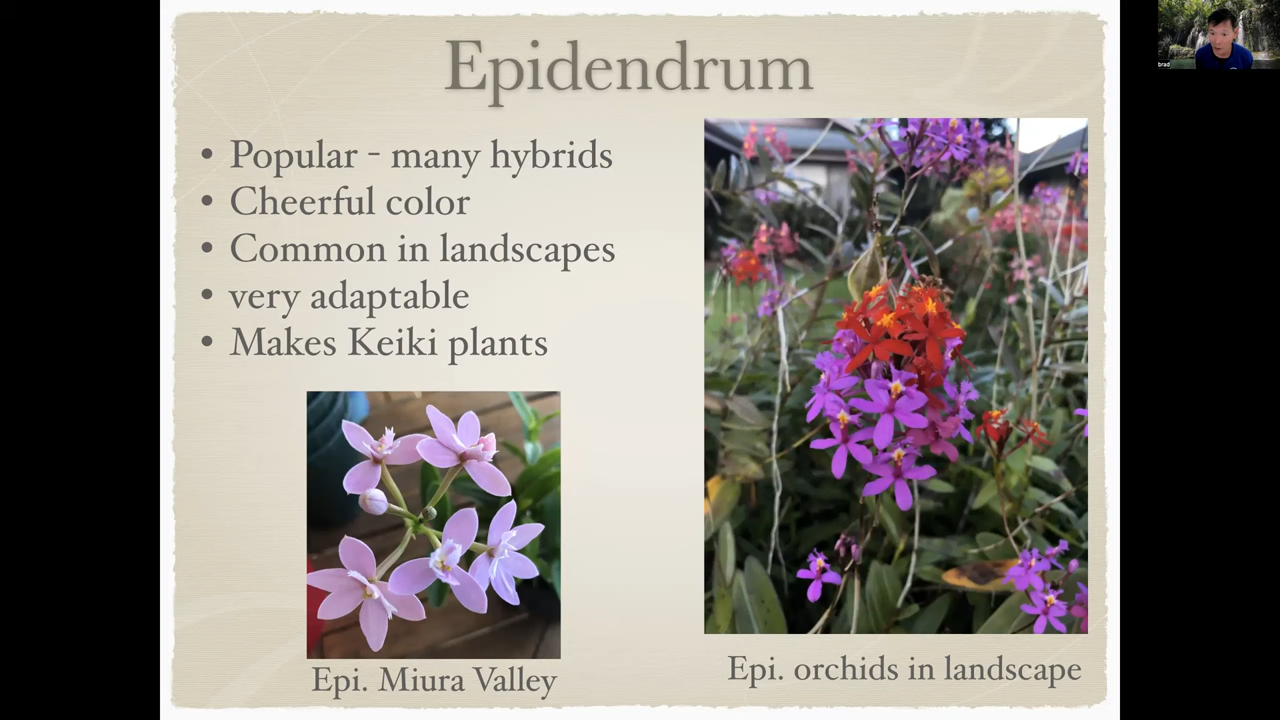 Epidendrum
• Popular - many hybrids
• Cheerful color
• Common in landscapes
• very adaptable
• Makes Keiki plants
Epi. Miura Valley
Epi. orchids in landscape
brad